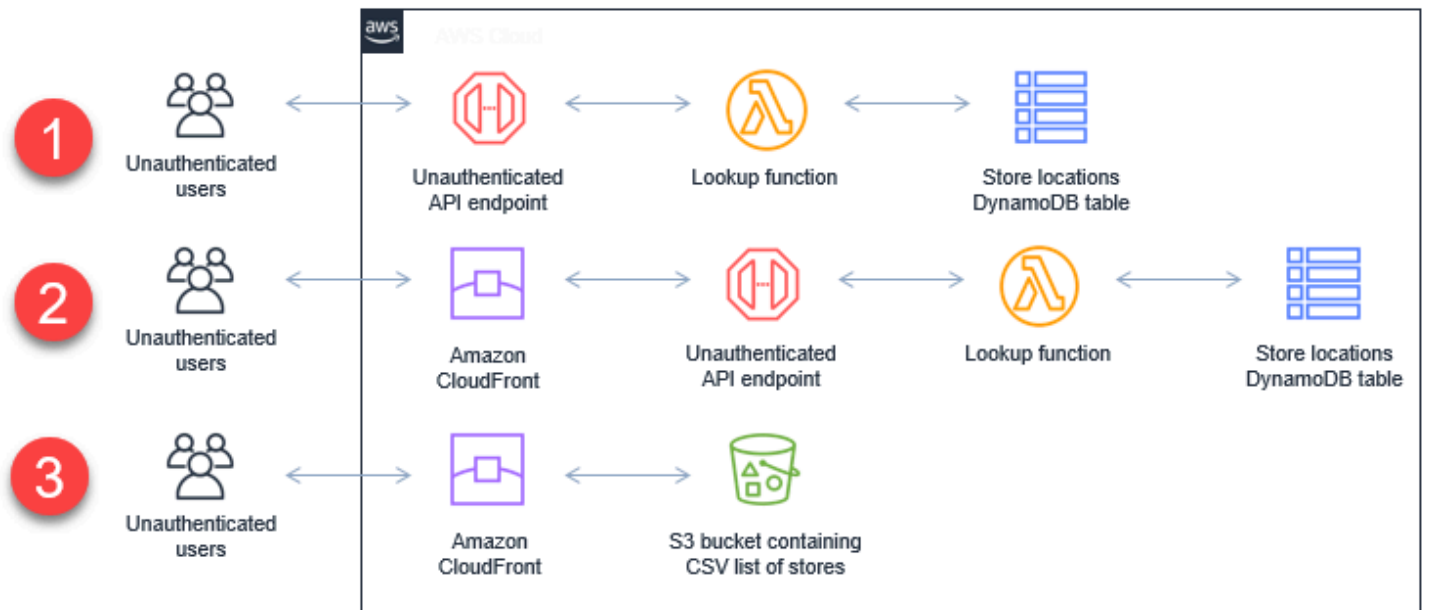 aws
AWS Cloud
1
Unauthenticated
users
Unauthenticated
API endpoint
Lookup function
Store locations
DynamoDB table
2
Unauthenticated
users
Amazon
CloudFront
Unauthenticated
API endpoint
Lookup function
Store locations
DynamoDB table
3
Unauthenticated
users
Amazon
CloudFront
S3 bucket containing
CSV list of stores